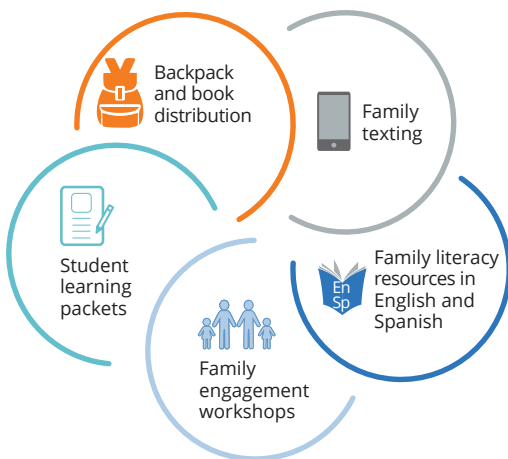 Backpack
and book
distribution
Family
texting
Student
learning
packets
En
Sp
Family literacy
resources in
English and
Spanish
Family
engagement
workshops